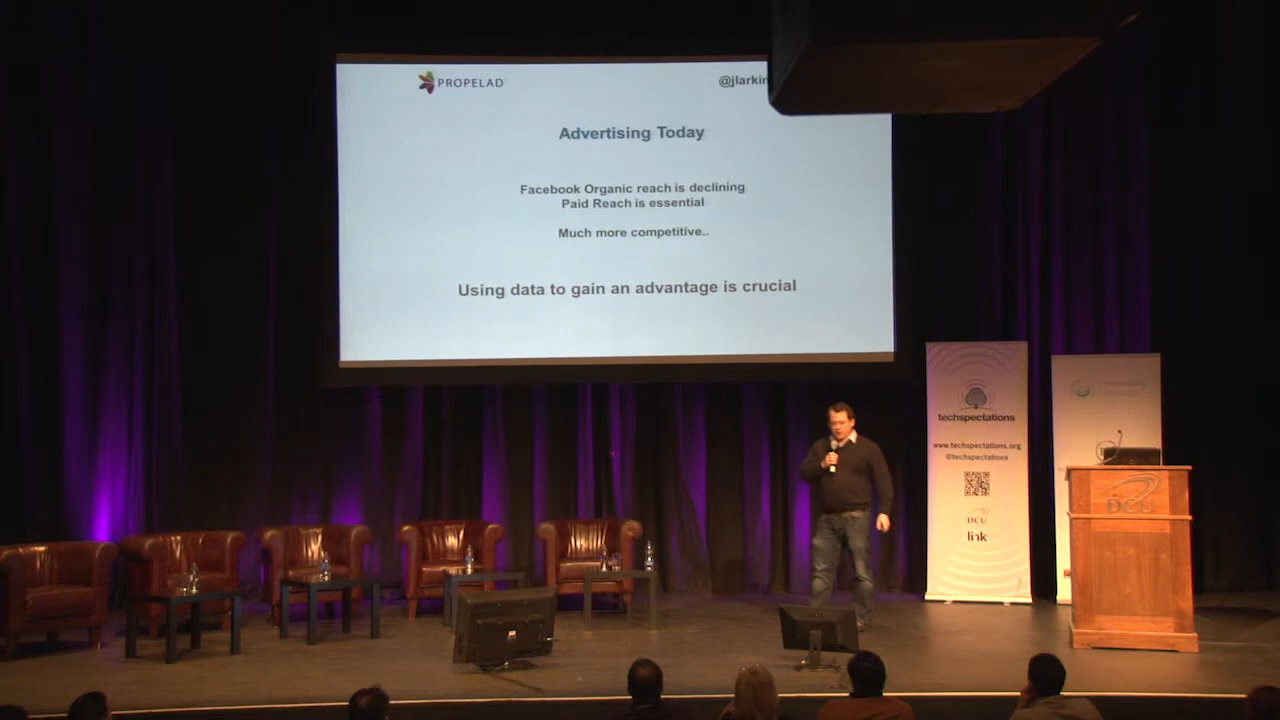 PROPELAD
@jlarkin
Advertising Today
Facebook Organic reach is declining
Paid Reach is essential
Much more competitive..
Using data to gain an advantage is crucial
techspectations
www.techspectations.org
@techspectations
DCU
link
DCU